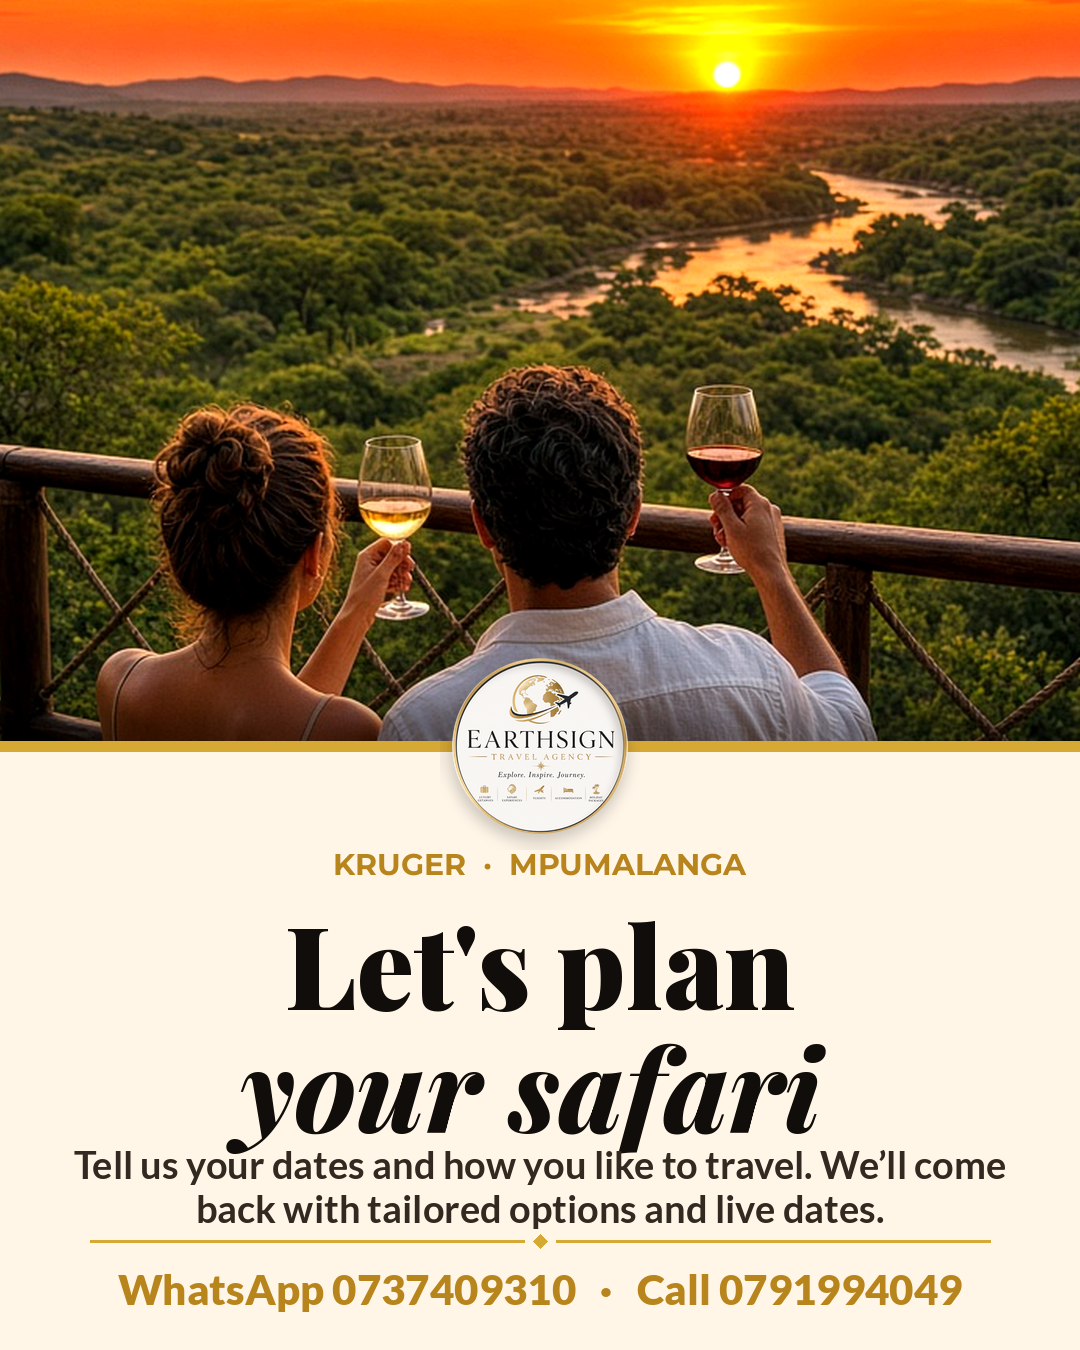 EARTHSIGN
TRAVEL AGENCY
Explore. Inspire. Journey.
KRUGER · MPUMALANGA
Let's plan
your safari
Tell us your dates and how you like to travel. We’ll come
back with tailored options and live dates.
WhatsApp 0737409310 · Call 0791994049